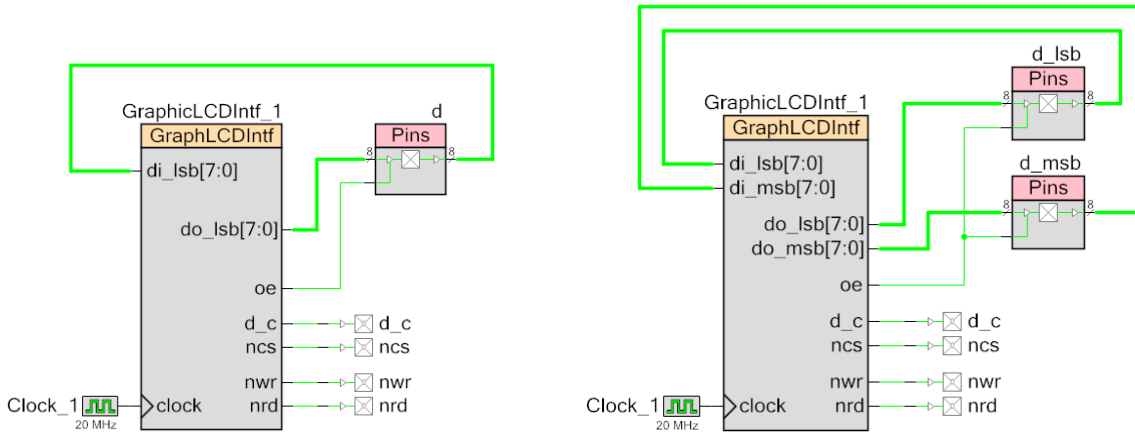 GraphicLCDIntf_1
GraphLCDIntf
di_lsb[7:0]
do_lsb[7:0]
oe
d_c
ncs
nwr
nrd
clock
d
Pins
8
8
d_c
ncs
nwr
nrd
Clock_1
20 MHz
GraphicLCDIntf_1
GraphLCDIntf
di_lsb[7:0]
di_msb[7:0]
do_lsb[7:0]
do_msb[7:0]
oe
d_c
ncs
nwr
nrd
clock
d_lsb
Pins
8
8
d_msb
Pins
8
8
d_c
ncs
nwr
nrd
Clock_1
20 MHz